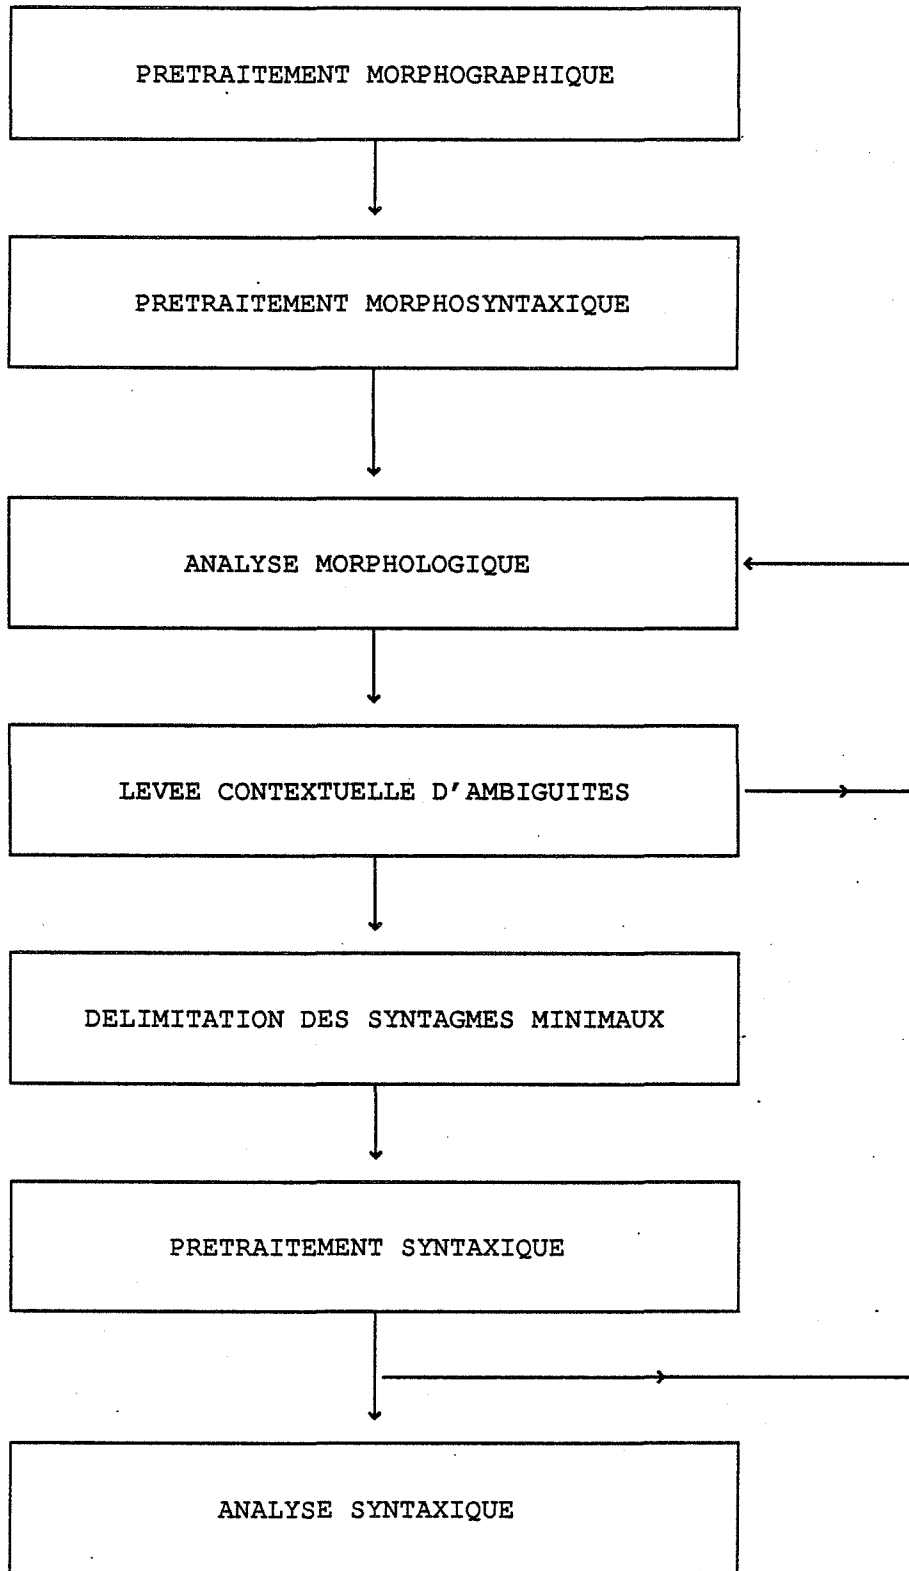 PRETRAITEMENT MORPHOGRAPHIQUE
PRETRAITEMENT MORPHOSYNTAXIQUE
ANALYSE MORPHOLOGIQUE
LEVEE CONTEXTUELLE D'AMBIGUITES
DELIMITATION DES SYNTAGMES MINIMAUX
PRETRAITEMENT SYNTAXIQUE
ANALYSE SYNTAXIQUE